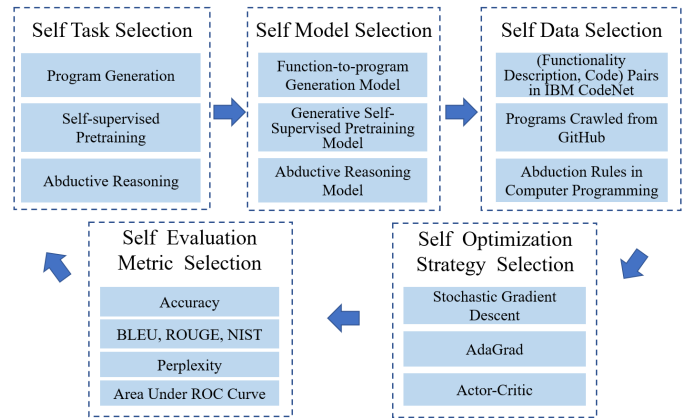 Self Task Selection
Program Generation
Self-supervised
Pretraining
Abductive Reasoning
Self Model Selection
Function-to-program
Generation Model
Generative Self-
Supervised Pretraining
Model
Abductive Reasoning
Model
Self Data Selection
(Functionality
Description, Code) Pairs
in IBM CodeNet
Programs Crawled from
GitHub
Abduction Rules in
Computer Programming
Self Optimization
Strategy Selection
Stochastic Gradient
Descent
AdaGrad
Actor-Critic
Self Evaluation
Metric Selection
Accuracy
BLEU, ROUGE, NIST
Perplexity
Area Under ROC Curve